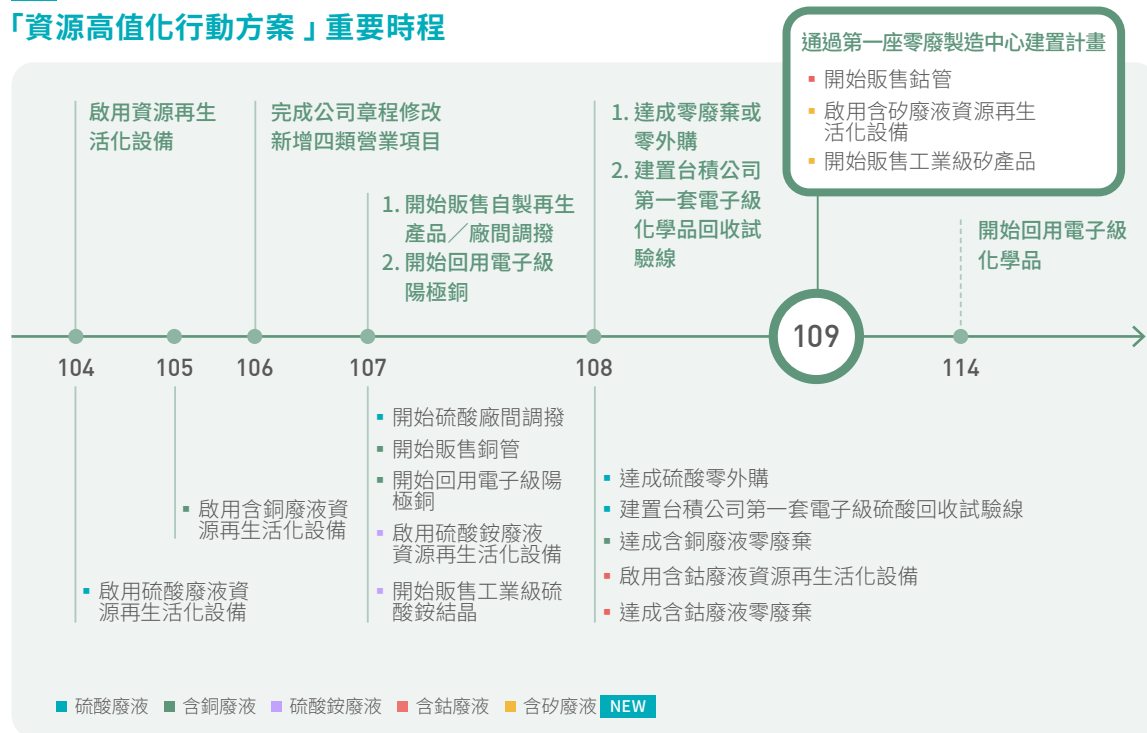 「資源高值化行動方案」重要時程
通過第一座零廢製造中心建置計畫
▪ 開始販售鈷管
▪ 啟用含矽廢液資源再生
活化設備
▪ 開始販售工業級矽產品
啟用資源再生
活化設備
完成公司章程修改
新增四類營業項目
1. 開始販售自製再生
產品／廠間調撥
2. 開始回用電子級
陽極銅
1. 達成零廢棄或
零外購
2. 建置台積公司
第一套電子級
化學品回收試
驗線
開始回用電子級
化學品
104
105
106
107
108
109
114
▪ 啟用硫酸廢液資
源再生活化設備
▪ 啟用含銅廢液資
源再生活化設備
▪ 開始硫酸廠間調撥
▪ 開始販售銅管
▪ 開始回用電子級陽
極銅
▪ 啟用硫酸銨廢液
資源再生活化設備
▪ 開始販售工業級硫
酸銨結晶
▪ 達成硫酸零外購
▪ 建置台積公司第一套電子級硫酸回收試驗線
▪ 達成含銅廢液零廢棄
▪ 啟用含鈷廢液資源再生活化設備
▪ 達成含鈷廢液零廢棄
■ 硫酸廢液 ■ 含銅廢液 ■ 硫酸銨廢液 ■ 含鈷廢液 ■ 含矽廢液 NEW